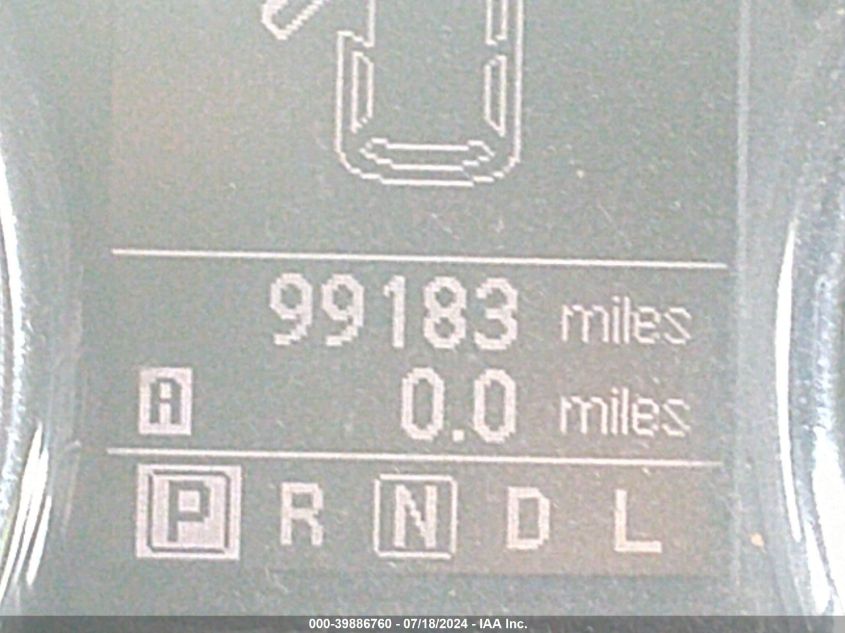 99183 miles
A 0.0 miles
P R N D L
000-39886760 - 07/18/2024 - IAA Inc.